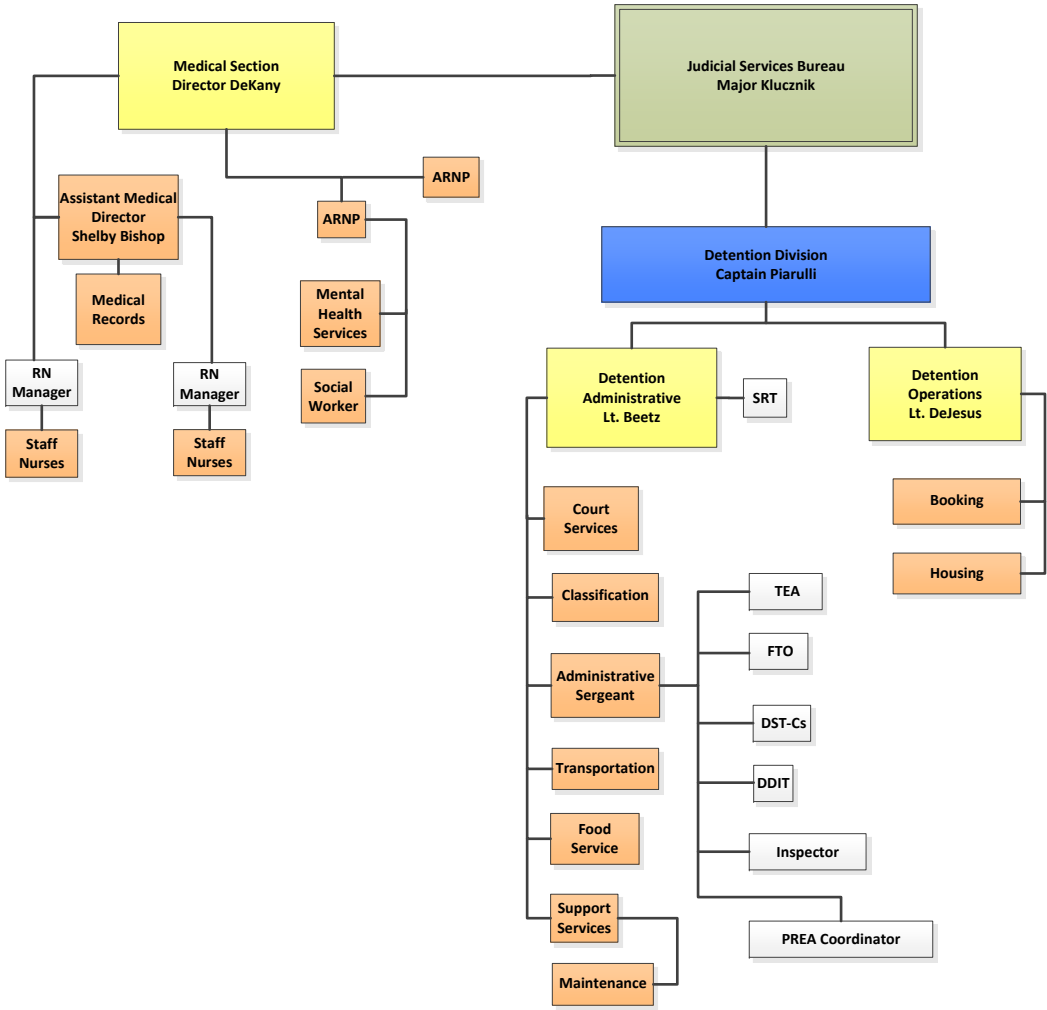 Medical Section
Director DeKany
Judicial Services Bureau
Major Klucznik
ARNP
Assistant Medical
Director
Shelby Bishop
ARNP
Detention Division
Captain Piarulli
Medical
Records
Mental
Health
Services
RN
Manager
RN
Manager
Social
Worker
Detention
Administrative
Lt. Beetz
SRT
Detention
Operations
Lt. DeJesus
Staff
Nurses
Staff
Nurses
Court
Services
Booking
Housing
Classification
TEA
FTO
Administrative
Sergeant
DST-Cs
Transportation
DDIT
Food
Service
Inspector
Support
Services
PREA Coordinator
Maintenance